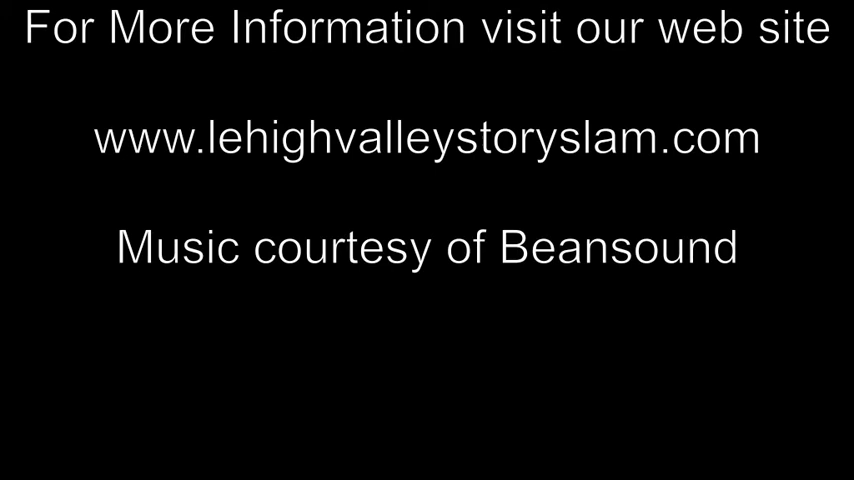 For More Information visit our web site
www.lehighvalleystoryslam.com
Music courtesy of Beansound